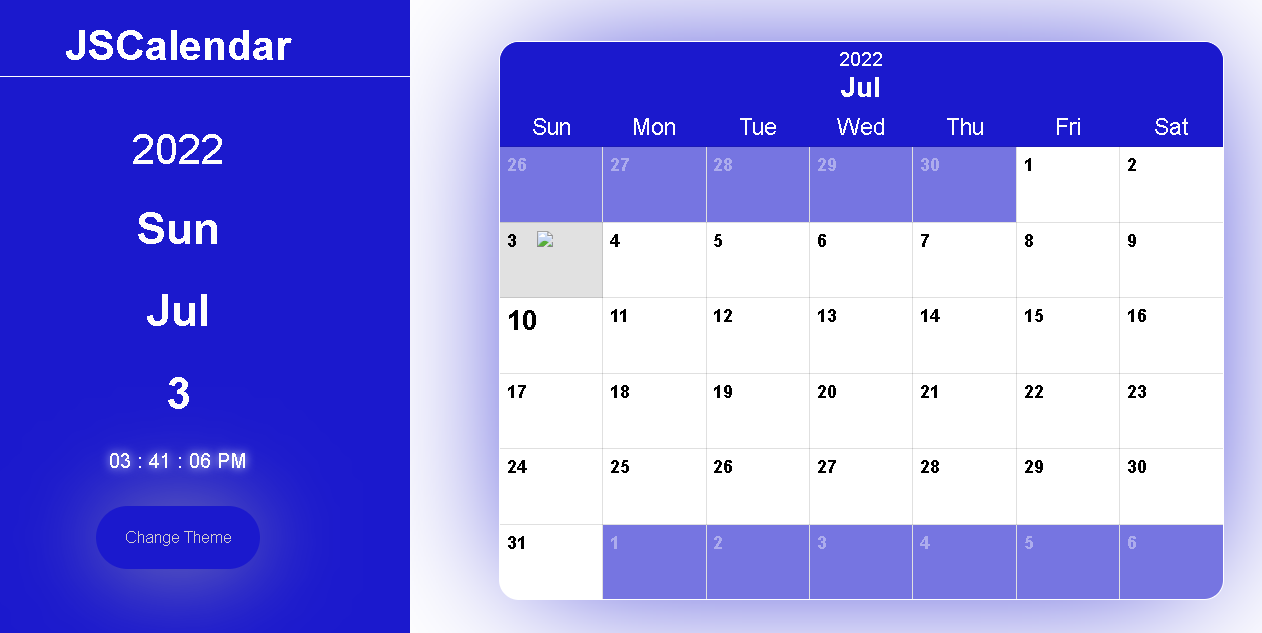 JSCalendar
2022
Sun
Jul
3
03 : 41 : 06 PM
Change Theme
2022
Jul
Sun Mon Tue Wed Thu Fri Sat
26 27 28 29 30 1 2
3 4 5 6 7 8 9
10 11 12 13 14 15 16
17 18 19 20 21 22 23
24 25 26 27 28 29 30
31 1 2 3 4 5 6